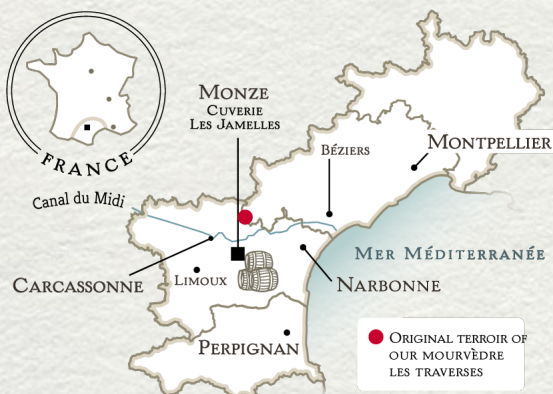 FRANCE
MONZE
CUVERIE
LES JAMELLES
BÉZIERS
MONTPELLIER
Canal du Midi
MER MÉDITERRANÉE
CARCASSONNE
LIMOUX
NARBONNE
PERPIGNAN
ORIGINAL TERROIR OF
OUR MOURVÈDRE
LES TRAVERSES